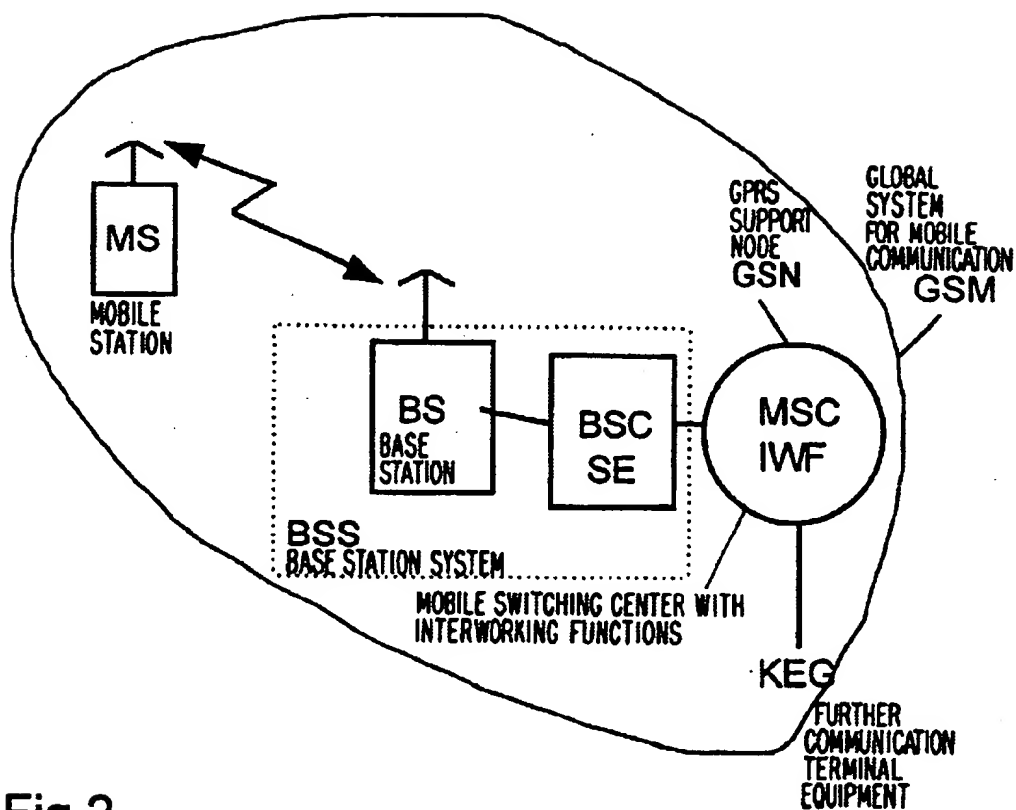 GPRS
SUPPORT
NODE
GSN
GLOBAL
SYSTEM
FOR MOBILE
COMMUNICATION
GSM
MS
MOBILE
STATION
BS
BASE
STATION
BSC
SE
MSC
IWF
BSS
BASE STATION SYSTEM
MOBILE SWITCHING CENTER WITH
INTERWORKING FUNCTIONS
KEG
FURTHER
COMMUNICATION
TERMINAL
EQUIPMENT
Fig 2